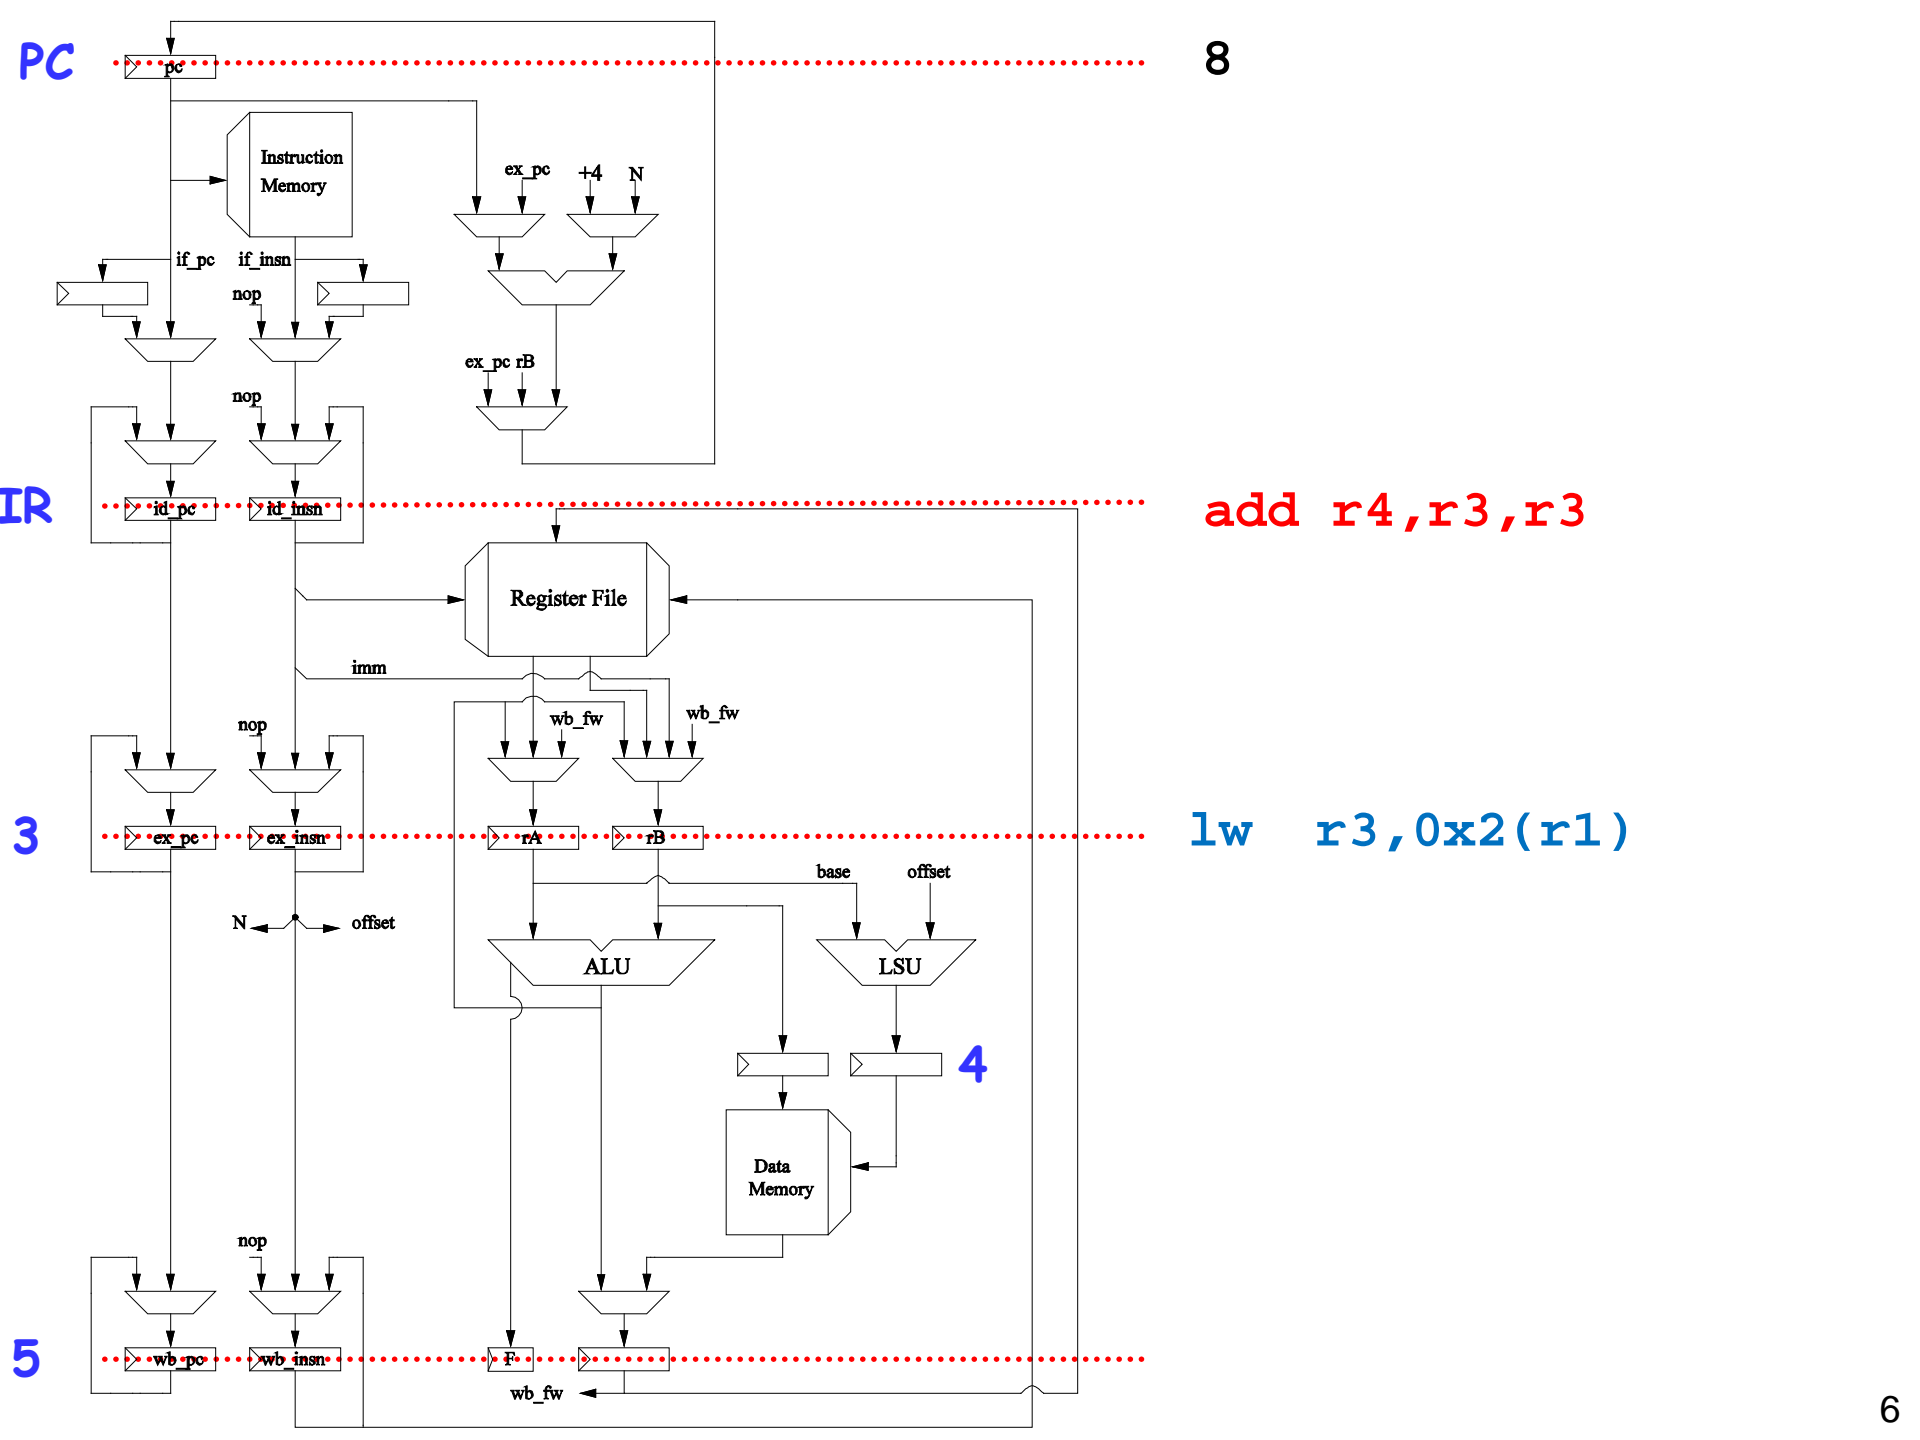 PC
pc
8
Instruction
Memory
ex_pc
+4
N
if_pc
if_insn
nop
ex_pc rB
nop
IR
id_pc
id_insn
add r4,r3,r3
Register File
imm
nop
wb_fw
wb_fw
3
ex_pc
ex_insn
rA
rB
lw r3,0x2(r1)
base
offset
N
offset
ALU
LSU
4
Data
Memory
nop
5
wb_pc
wb_insn
F
wb_fw
6